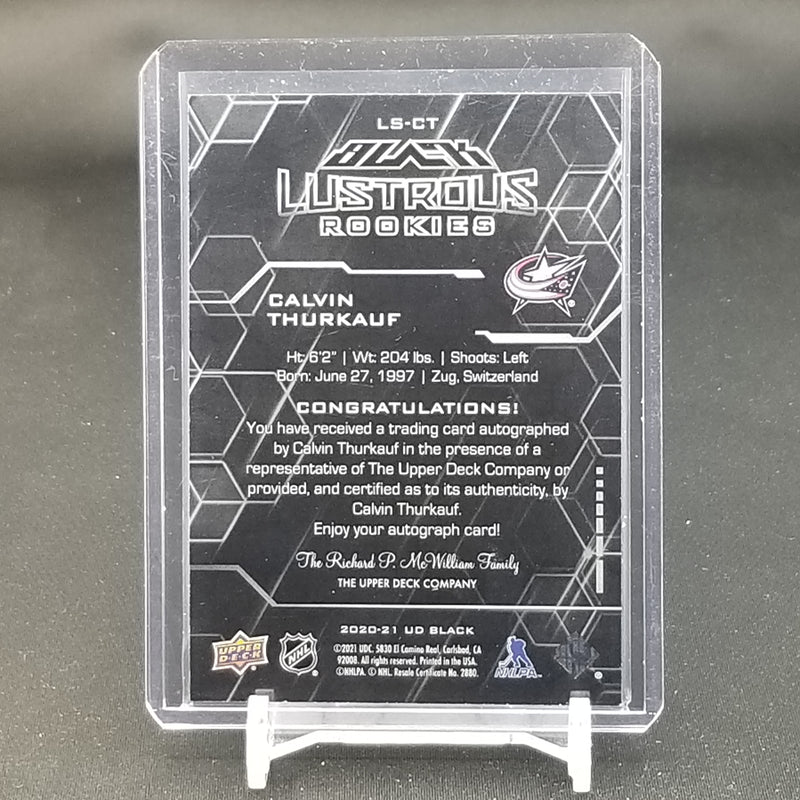 LS-CT
BLACK
LUSTROUS
ROOKIES
CALVIN
THURKAUF
Ht: 6'2" | Wt: 204 lbs. | Shoots: Left
Born: June 27, 1997 | Zug, Switzerland
CONGRATULATIONS!
You have received a trading card autographed
by Calvin Thurkauf in the presence of a
representative of The Upper Deck Company or
provided, and certified as to its authenticity, by
Calvin Thurkauf.
Enjoy your autograph card!
The Richard P. McWilliam Family
THE UPPER DECK COMPANY
2020-21 UD BLACK
UPPER
DECK
NHL
©2021 UDC. 5830 El Camino Real, Carlsbad, CA
92008. All rights reserved. Printed in the USA.
©NHLPA. © NHL. Resale Certificate No. 2880.
NHLPA